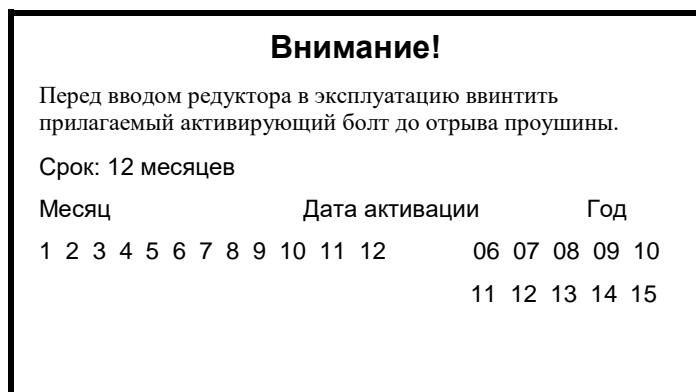 Внимание!
Перед вводом редуктора в эксплуатацию ввинтить
прилагаемый активирующий болт до отрыва проушины.
Срок: 12 месяцев
Месяц Дата активации Год
1 2 3 4 5 6 7 8 9 10 11 12 06 07 08 09 10
11 12 13 14 15